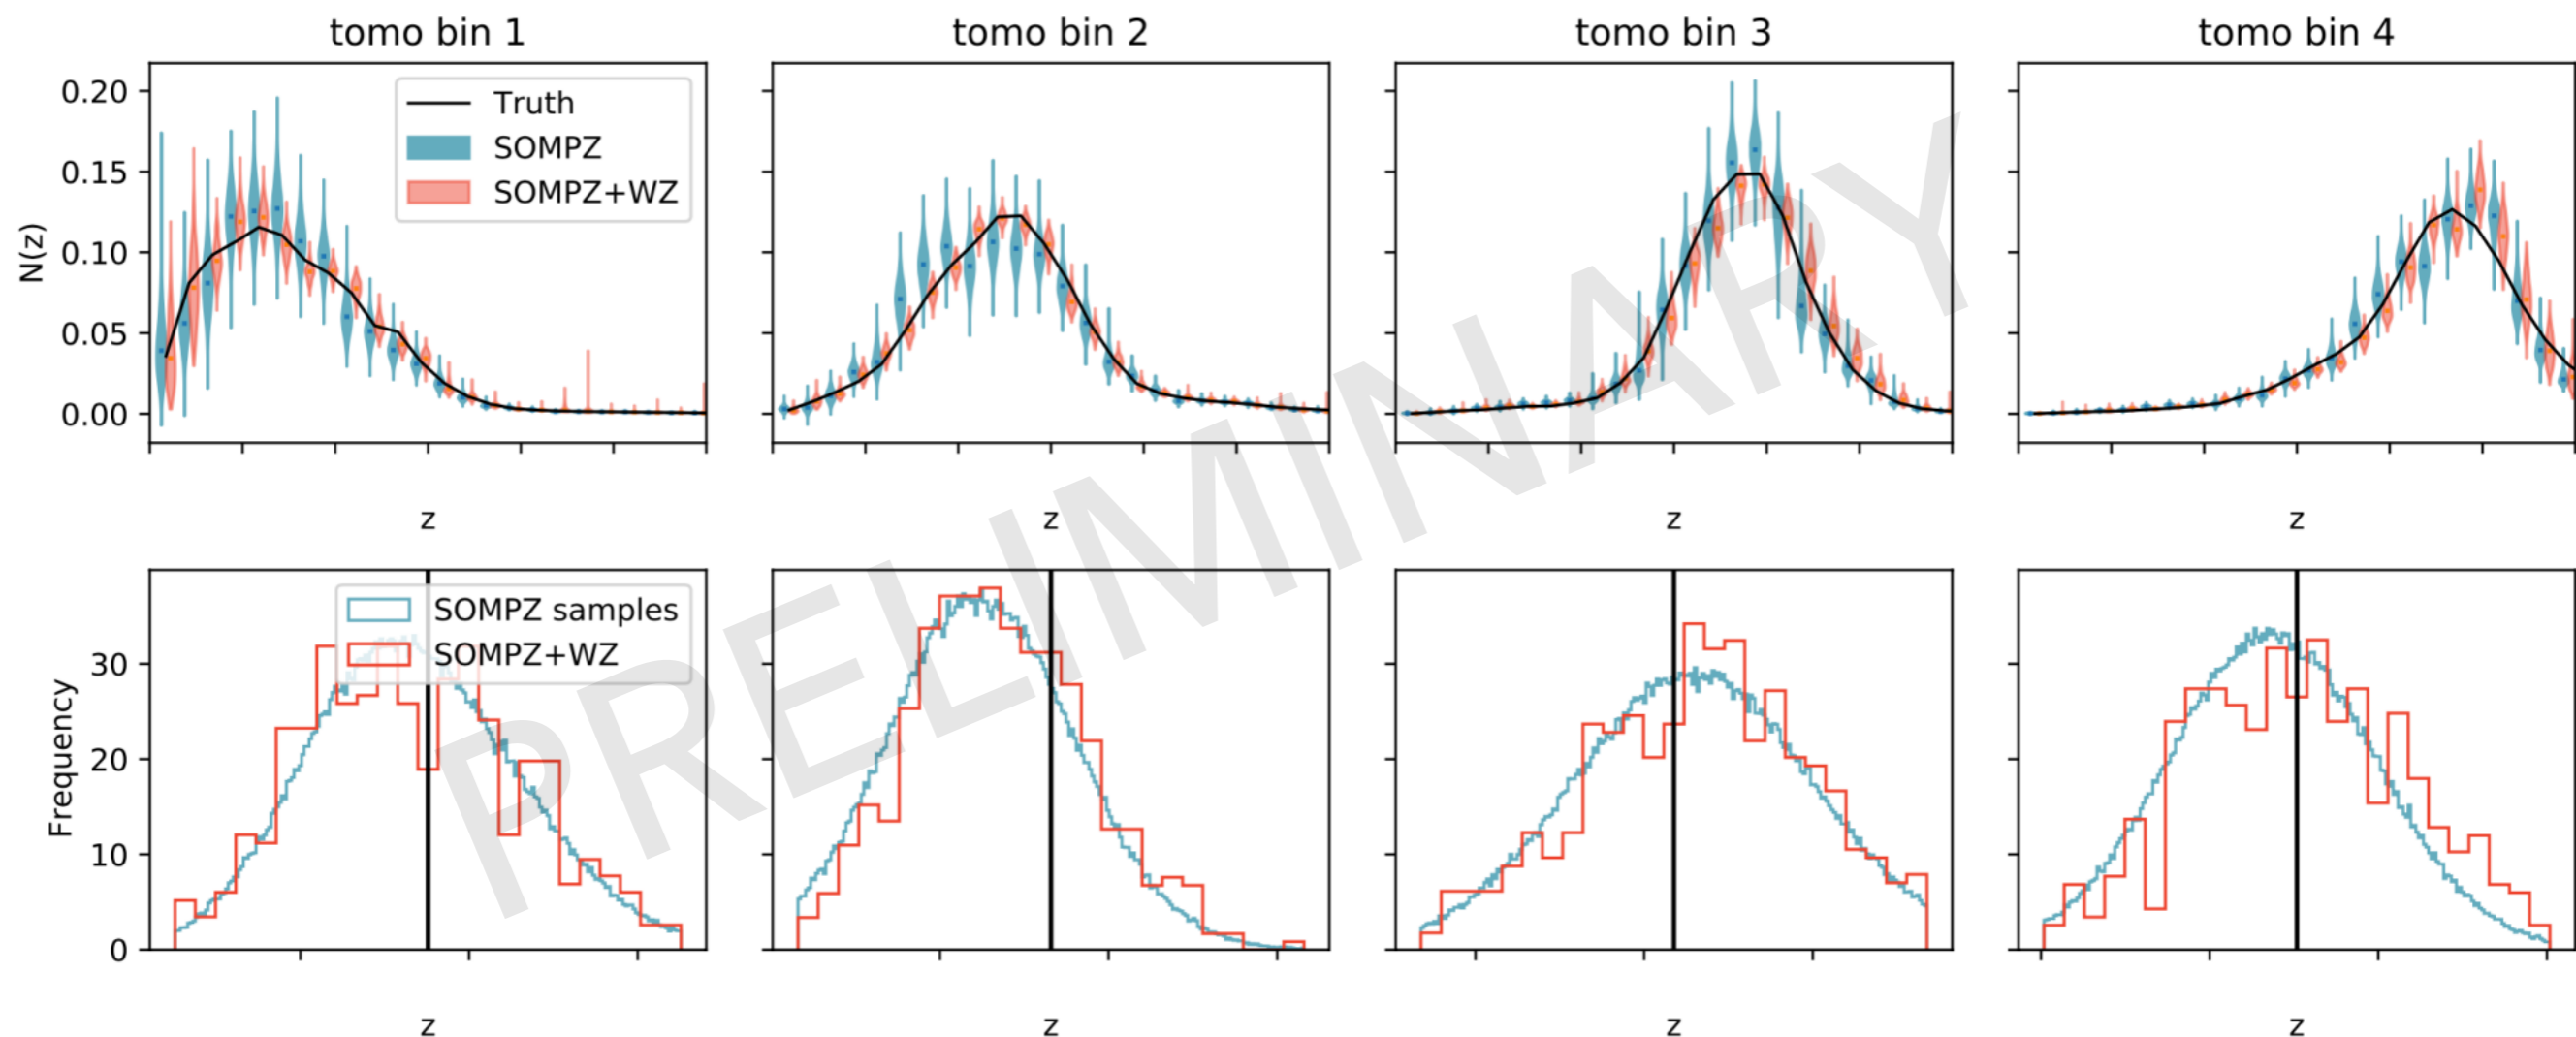 tomo bin 1
tomo bin 2
tomo bin 3
tomo bin 4
N(z)
0.20
0.15
0.10
0.05
0.00
Truth
SOMPZ
SOMPZ+WZ
z
z
z
z
Frequency
30
20
10
0
SOMPZ samples
SOMPZ+WZ
z
z
z
z
PRELIMINARY